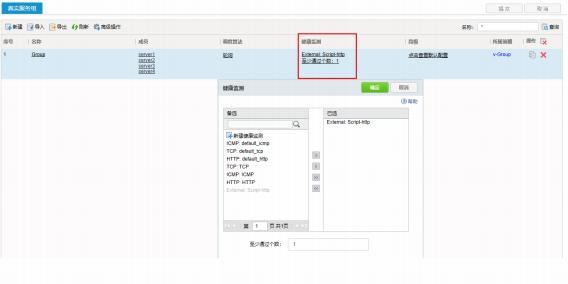 真实服务组
提 交 取 消
新建 导入 导出 刷新 高级操作 名称: * 查询
序号 名称 成员 调度算法 健康监测 克隆 所属编组 操作
1 Group server1 轮询 External: Script-http 点击查看默认配置 v-Group
server2 至少通过个数: 1
server3
server4
健康监测 确定 取消
帮助
备选 已选
新建健康监测 External: Script-http
ICMP: default_icmp
TCP: default_tcp
HTTP: default_http
TCP: TCP
ICMP: ICMP
HTTP: HTTP
External: Script-http
第 1 页 共1页
至少通过个数: 1